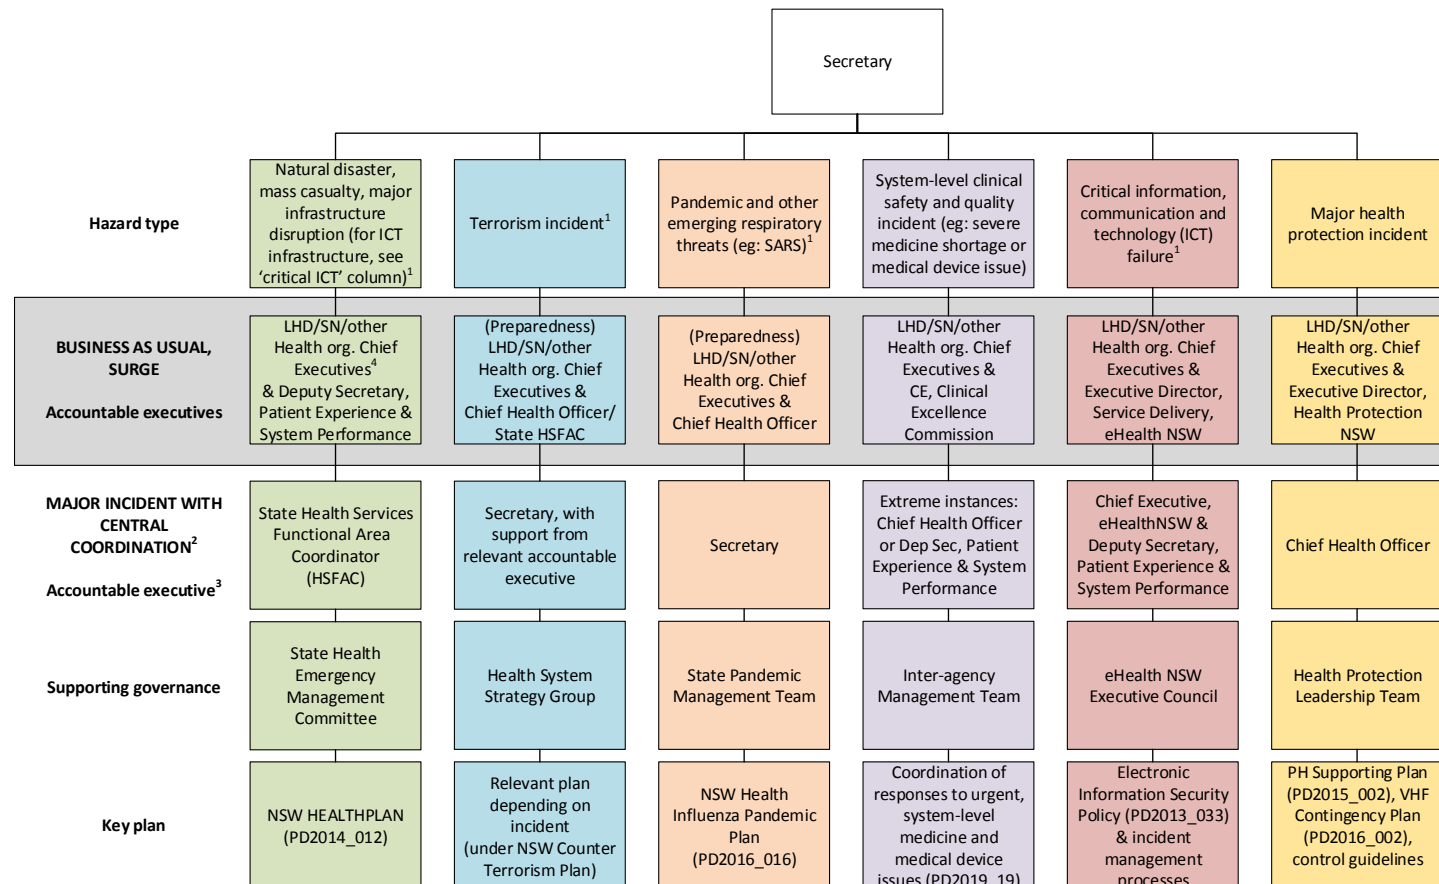 Secretary
Hazard type
Natural disaster,
mass casualty, major
infrastructure
disruption (for ICT
infrastructure, see
‘critical ICT’ column)1
Terrorism incident1
Pandemic and other
emerging respiratory
threats (eg: SARS)1
System-level clinical
safety and quality
incident (eg: severe
medicine shortage or
medical device issue)
Critical information,
communication and
technology (ICT)
failure1
Major health
protection incident
BUSINESS AS USUAL,
SURGE
Accountable executives
LHD/SN/other
Health org. Chief
Executives4
& Deputy Secretary,
Patient Experience &
System Performance
(Preparedness)
LHD/SN/other
Health org. Chief
Executives &
Chief Health Officer/
State HSFAC
(Preparedness)
LHD/SN/other
Health org. Chief
Executives &
Chief Health Officer
LHD/SN/other
Health org. Chief
Executives &
CE, Clinical
Excellence
Commission
LHD/SN/other
Health org. Chief
Executives &
Executive Director,
Service Delivery,
eHealth NSW
LHD/SN/other
Health org. Chief
Executives &
Executive Director,
Health Protection
NSW
MAJOR INCIDENT WITH
CENTRAL
COORDINATION2
Accountable executive3
State Health Services
Functional Area
Coordinator
(HSFAC)
Secretary, with
support from
relevant accountable
executive
Secretary
Extreme instances:
Chief Health Officer
or Dep Sec, Patient
Experience & System
Performance
Chief Executive,
eHealthNSW &
Deputy Secretary,
Patient Experience &
System Performance
Chief Health Officer
Supporting governance
State Health
Emergency
Management
Committee
Health System
Strategy Group
State Pandemic
Management Team
Inter-agency
Management Team
eHealth NSW
Executive Council
Health Protection
Leadership Team
Key plan
NSW HEALTHPLAN
(PD2014_012)
Relevant plan
depending on
incident
(under NSW Counter
Terrorism Plan)
NSW Health
Influenza Pandemic
Plan
(PD2016_016)
Coordination of
responses to urgent,
system-level
medicine and
medical device
issues (PD2019_19)
Electronic
Information Security
Policy (PD2013_033)
& incident
management
processes
PH Supporting Plan
(PD2015_002), VHF
Contingency Plan
(PD2016_002),
control guidelines